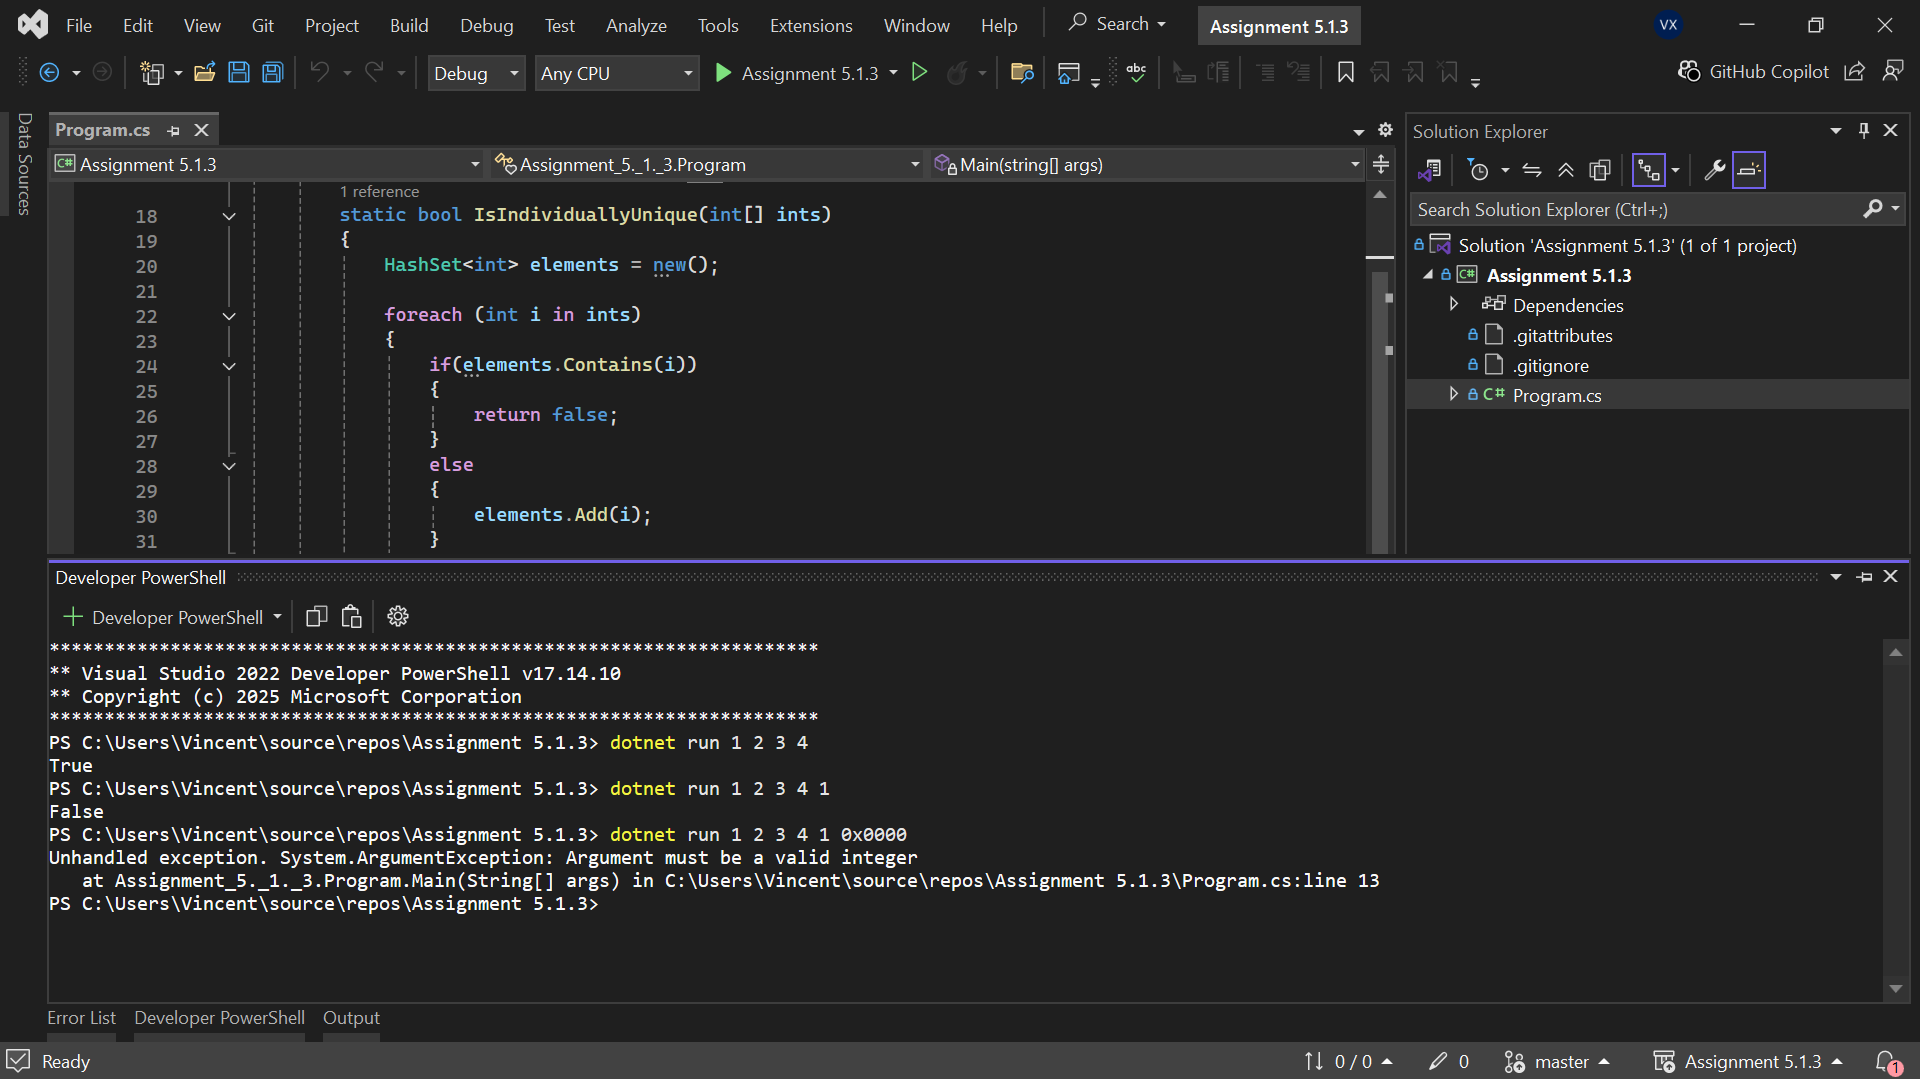 File Edit View Git Project Build Debug Test Analyze Tools Extensions Window Help Search Assignment 5.1.3 VX
Debug Any CPU Assignment 5.1.3 abc GitHub Copilot
Data Sources
Program.cs
C# Assignment 5.1.3 Assignment_5._1._3.Program Main(string[] args)
1 reference
18 static bool IsIndividuallyUnique(int[] ints)
19 {
20 HashSet<int> elements = new();
21
22 foreach (int i in ints)
23 {
24 if(elements.Contains(i))
25 {
26 return false;
27 }
28 else
29 {
30 elements.Add(i);
31 }
Solution Explorer
Search Solution Explorer (Ctrl+;)
Solution 'Assignment 5.1.3' (1 of 1 project)
C# Assignment 5.1.3
Dependencies
.gitattributes
.gitignore
C# Program.cs
Developer PowerShell
Developer PowerShell
***********************************************************************
** Visual Studio 2022 Developer PowerShell v17.14.10
** Copyright (c) 2025 Microsoft Corporation
***********************************************************************
PS C:\Users\Vincent\source\repos\Assignment 5.1.3> dotnet run 1 2 3 4
True
PS C:\Users\Vincent\source\repos\Assignment 5.1.3> dotnet run 1 2 3 4 1
False
PS C:\Users\Vincent\source\repos\Assignment 5.1.3> dotnet run 1 2 3 4 1 0x0000
Unhandled exception. System.ArgumentException: Argument must be a valid integer
   at Assignment_5._1._3.Program.Main(String[] args) in C:\Users\Vincent\source\repos\Assignment 5.1.3\Program.cs:line 13
PS C:\Users\Vincent\source\repos\Assignment 5.1.3>
Error List Developer PowerShell Output
Ready 0 / 0 0 master Assignment 5.1.3 1